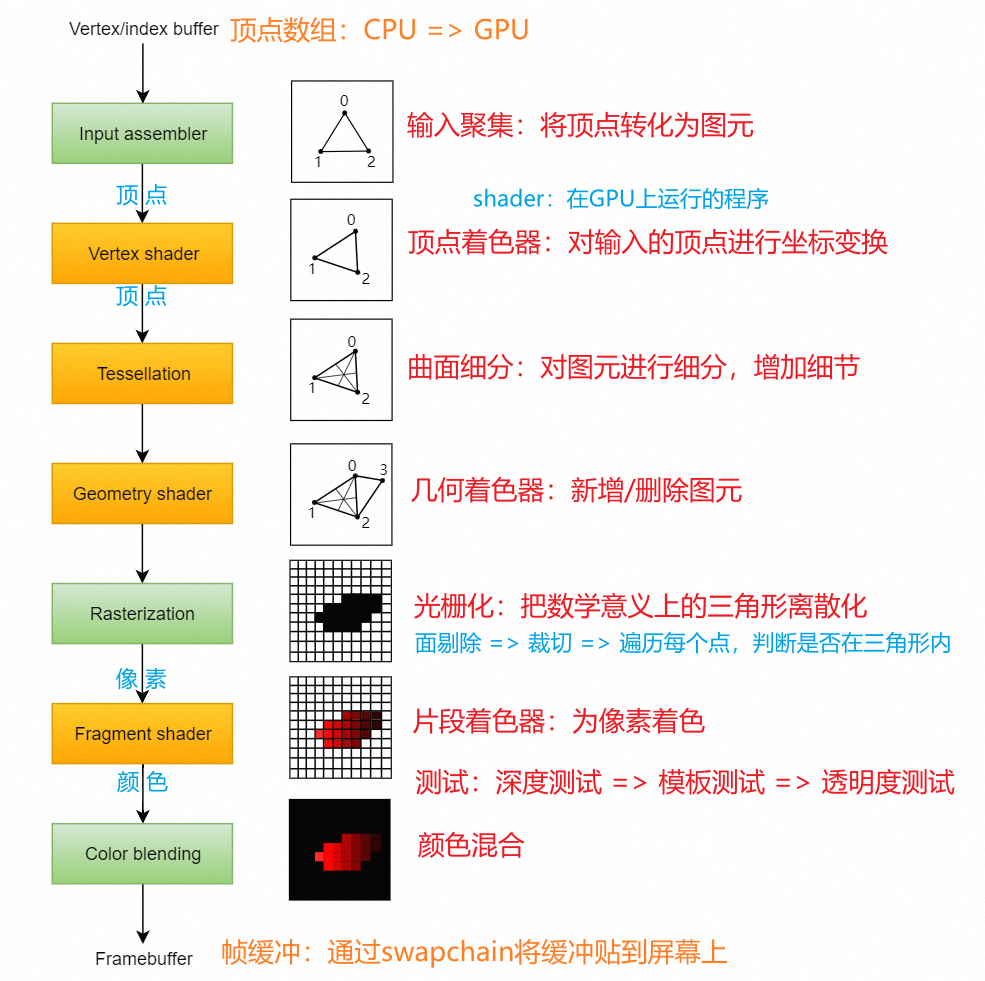 Vertex/index buffer 顶点数组：CPU => GPU
0
1 2
Input assembler 输入聚集：将顶点转化为图元
顶 点
shader：在GPU上运行的程序
0
1
2
Vertex shader 顶点着色器：对输入的顶点进行坐标变换
顶 点
0
1
2
Tessellation 曲面细分：对图元进行细分，增加细节
0 3
1
2
Geometry shader 几何着色器：新增/删除图元
Rasterization 光栅化：把数学意义上的三角形离散化
面剔除 => 裁切 => 遍历每个点，判断是否在三角形内
像 素
Fragment shader 片段着色器：为像素着色
颜 色
测试：深度测试 => 模板测试 => 透明度测试
Color blending 颜色混合
Framebuffer 帧缓冲：通过swapchain将缓冲贴到屏幕上